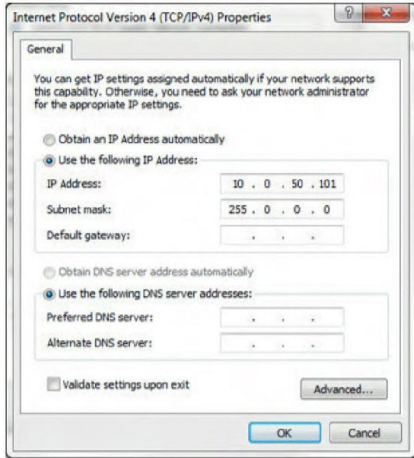 Internet Protocol Version 4 (TCP/IPv4) Properties
General
You can get IP settings assigned automatically if your network supports
this capability. Otherwise, you need to ask your network administrator
for the appropriate IP settings.
Obtain an IP Address automatically
Use the following IP Address:
IP Address: 10 . 0 . 50 . 101
Subnet mask: 255 . 0 . 0 . 0
Default gateway: . . .
Obtain DNS server address automatically
Use the following DNS server addresses:
Preferred DNS server: . . .
Alternate DNS server: . . .
Validate settings upon exit
Advanced...
OK Cancel